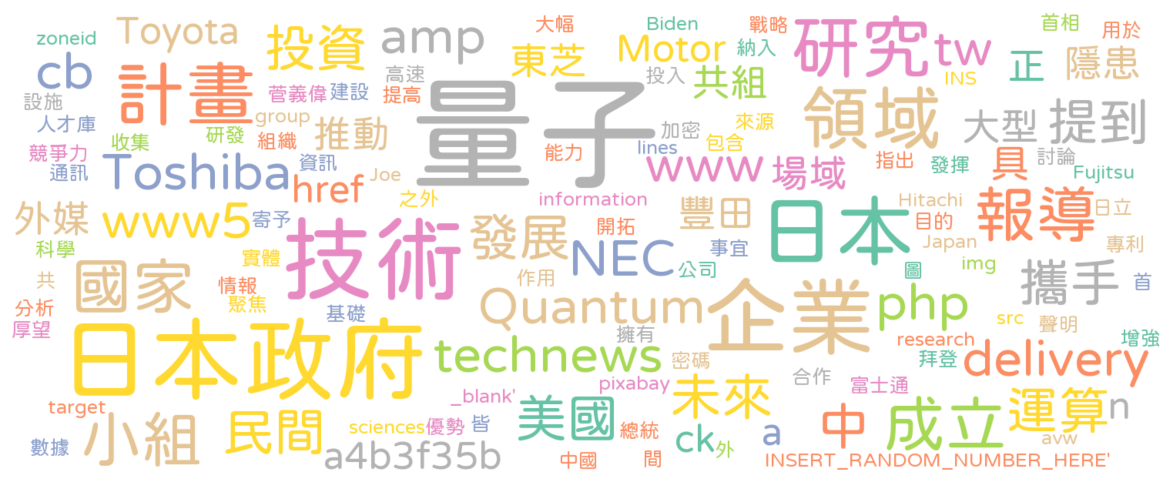 zoneid
Toyota
投資
amp
大幅
東芝
Biden
Motor
納入
戰略
研究
tw
首相
用於
cb
計畫
高速
提高
菅義偉
建設
量子
投入
共組
INS
正
隱患
設施
人才庫
收集
研發
group
組織
推動
加密
來源
包含
領域
大型
提到
競爭力
通訊
Toshiba
資訊
href
Joe
能力
lines
www
場域
指出
發揮
具
討論
Fujitsu
外媒
www5
寄予
技術
之外
發展
information
開拓
豐田
日本
Hitachi
目的
報導
日立
科學
實體
NEC
事宜
公司
Japan
專利
共
國家
情報
聚焦
作用
圖
img
攜手
首
分析
厚望
基礎
Quantum
擁有
企業
php
src
聲明
增強
日本政府
technews
密碼
research
拜登
delivery
_blank'
pixabay
合作
富士通
target
小組
民間
sciences
優勢
皆
美國
總統
未來
中
成立
運算
n
數據
a4b3f35b
中國
間
ck
外
a
INSERT_RANDOM_NUMBER_HERE'
avw